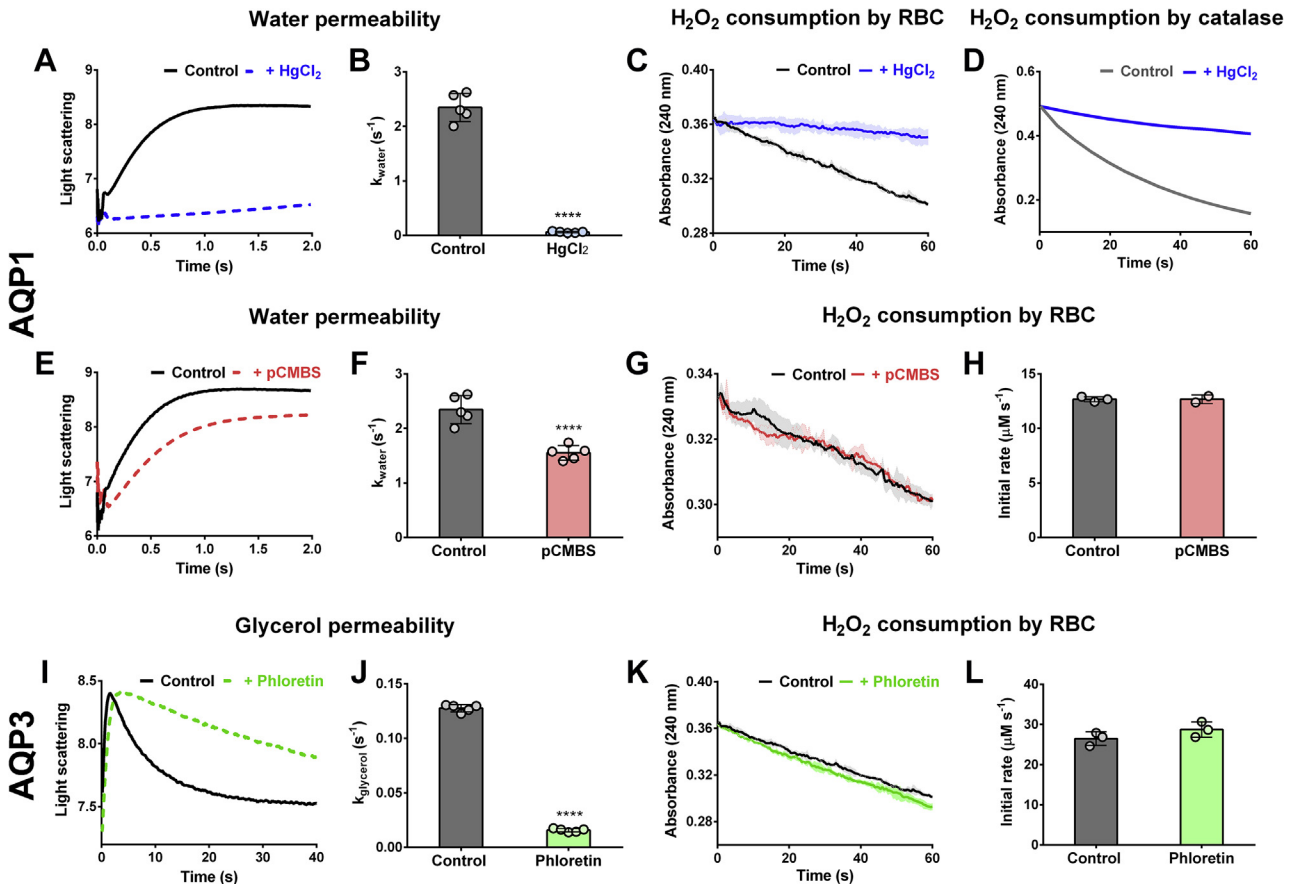 Water permeability
H₂O₂ consumption by RBC
H₂O₂ consumption by catalase
AQP1
A
Control + HgCl₂
Light scattering
9
8
7
6
0.0 0.5 1.0 1.5 2.0
Time (s)
B
k_water (s⁻¹)
3
2
1
0
****
Control HgCl₂
C
Control + HgCl₂
Absorbance (240 nm)
0.40
0.36
0.32
0.28
0 20 40 60
Time (s)
D
Control + HgCl₂
Absorbance (240 nm)
0.6
0.4
0.2
0 20 40 60
Time (s)
Water permeability
H₂O₂ consumption by RBC
E
Control + pCMBS
Light scattering
9
8
7
6
0.0 0.5 1.0 1.5 2.0
Time (s)
F
k_water (s⁻¹)
3
2
1
0
****
Control pCMBS
G
Control + pCMBS
Absorbance (240 nm)
0.34
0.32
0.30
0 20 40 60
Time (s)
H
Initial rate (µM s⁻¹)
15
10
5
0
Control pCMBS
Glycerol permeability
H₂O₂ consumption by RBC
AQP3
I
Control + Phloretin
Light scattering
8.5
8.0
7.5
0 10 20 30 40
Time (s)
J
k_glycerol (s⁻¹)
0.15
0.10
0.05
0.00
****
Control Phloretin
K
Control + Phloretin
Absorbance (240 nm)
0.40
0.36
0.32
0.28
0 20 40 60
Time (s)
L
Initial rate (µM s⁻¹)
40
30
20
10
0
Control Phloretin